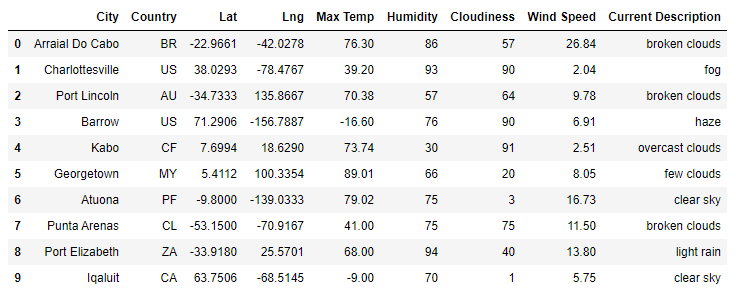 City Country Lat Lng Max Temp Humidity Cloudiness Wind Speed Current Description
0 Arraial Do Cabo BR -22.9661 -42.0278 76.30 86 57 26.84 broken clouds
1 Charlottesville US 38.0293 -78.4767 39.20 93 90 2.04 fog
2 Port Lincoln AU -34.7333 135.8667 70.38 57 64 9.78 broken clouds
3 Barrow US 71.2906 -156.7887 -16.60 76 90 6.91 haze
4 Kabo CF 7.6994 18.6290 73.74 30 91 2.51 overcast clouds
5 Georgetown MY 5.4112 100.3354 89.01 66 20 8.05 few clouds
6 Atuona PF -9.8000 -139.0333 79.02 75 3 16.73 clear sky
7 Punta Arenas CL -53.1500 -70.9167 41.00 75 75 11.50 broken clouds
8 Port Elizabeth ZA -33.9180 25.5701 68.00 94 40 13.80 light rain
9 Iqaluit CA 63.7506 -68.5145 -9.00 70 1 5.75 clear sky